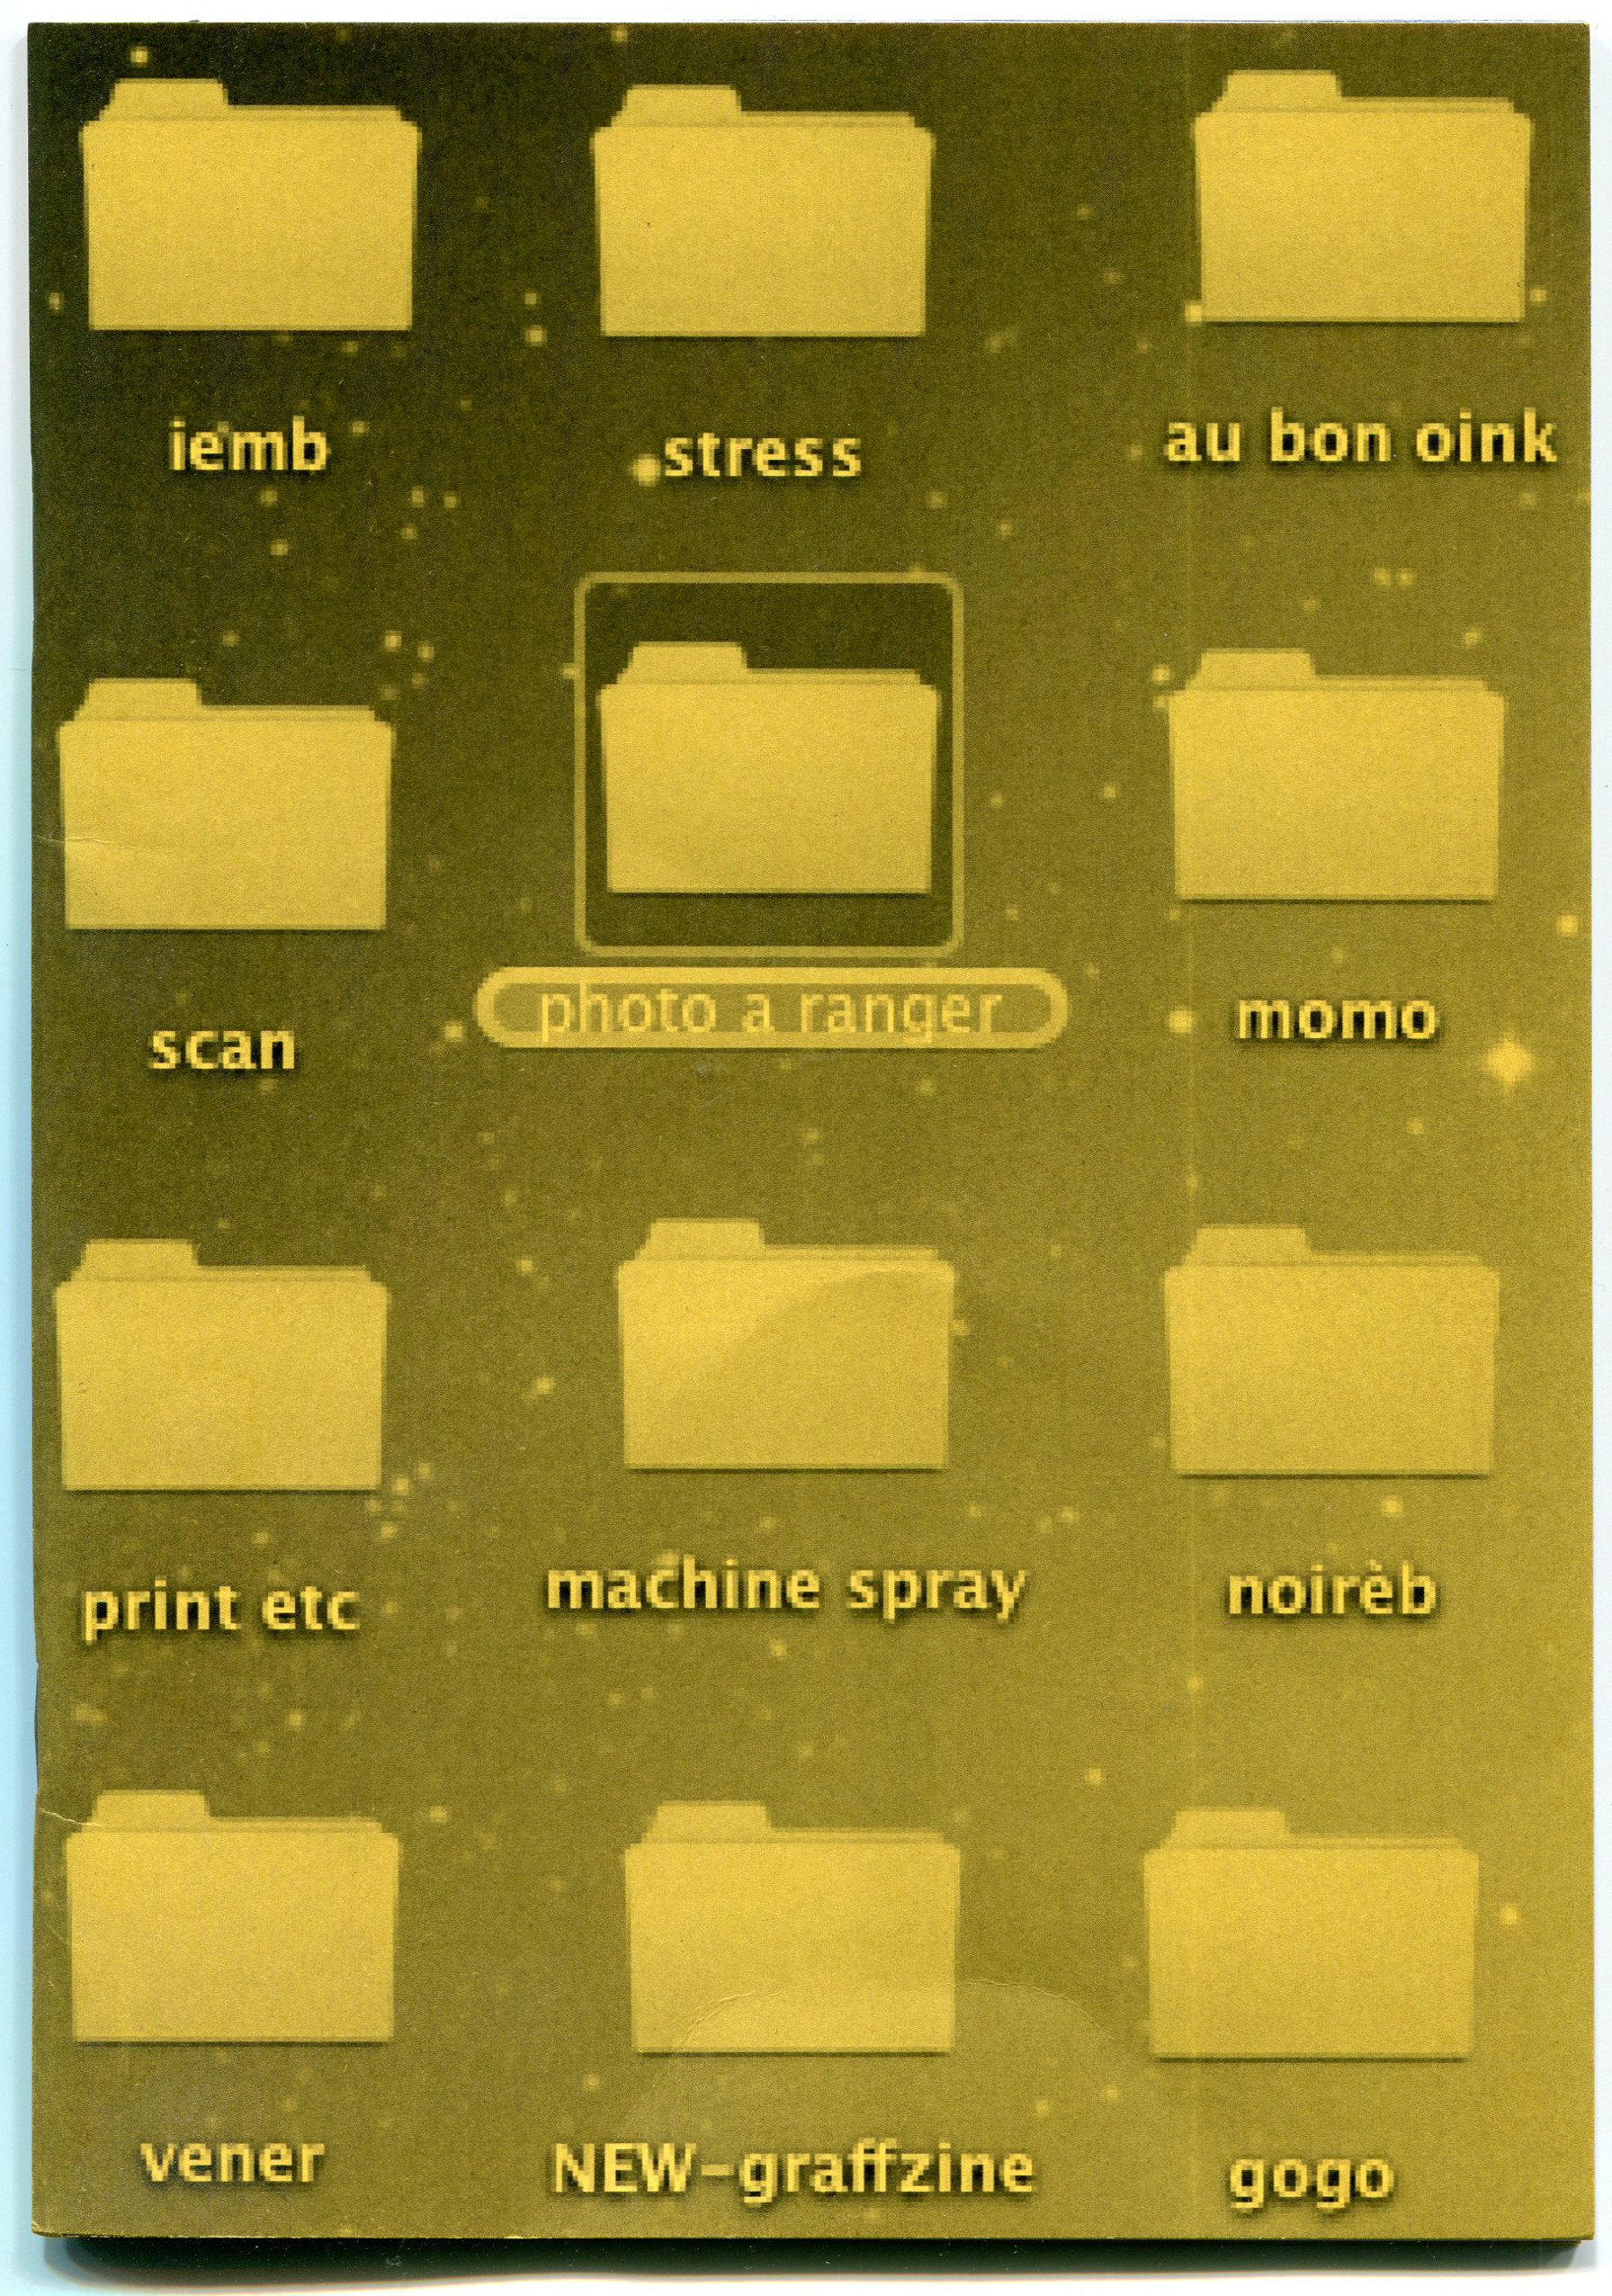 iemb
stress
au bon oink
scan
photo a ranger
momo
print etc
machine spray
noirèb
vener
NEW-graffzine
gogo